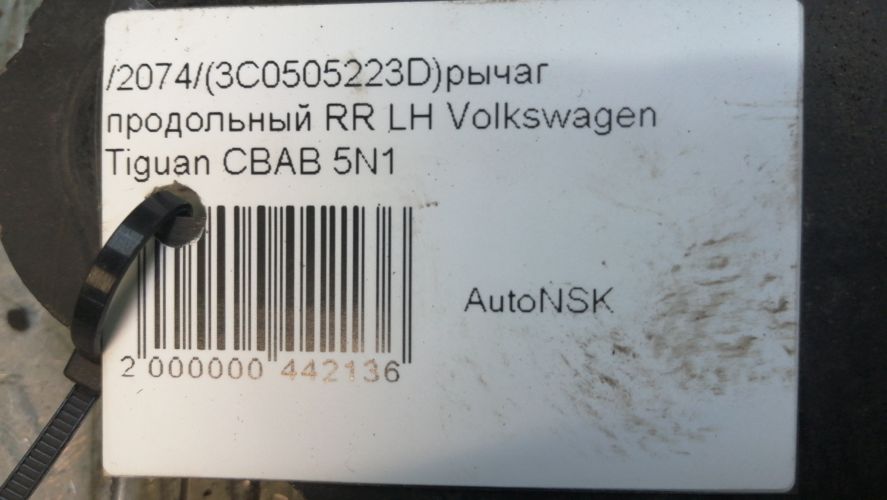 /2074/(3C0505223D)рычаг
продольный RR LH Volkswagen
Tiguan CBAB 5N1
AutoNSK
2 000000 442136